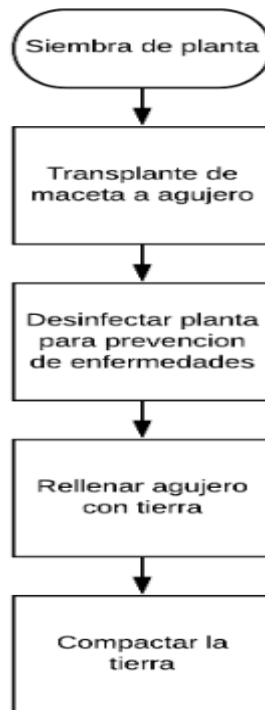 Siembra de planta
Transplante de
maceta a agujero
Desinfectar planta
para prevencion
de enfermedades
Rellenar agujero
con tierra
Compactar la
tierra